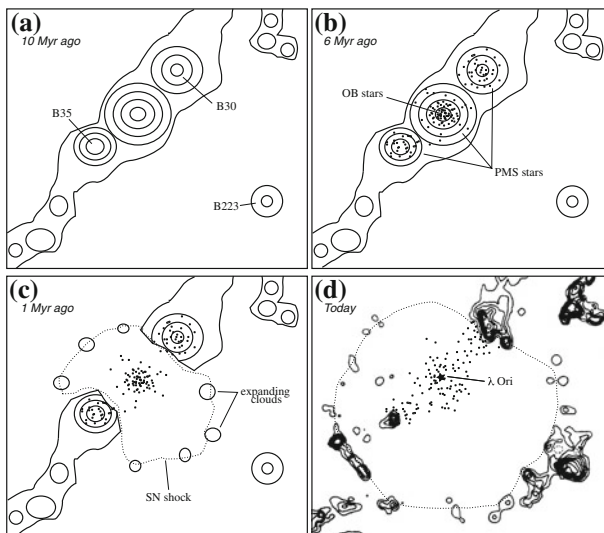 (a)
10 Myr ago
B30
B35
B223
(b)
6 Myr ago
OB stars
PMS stars
(c)
1 Myr ago
expanding
clouds
SN shock
(d)
Today
λ Ori